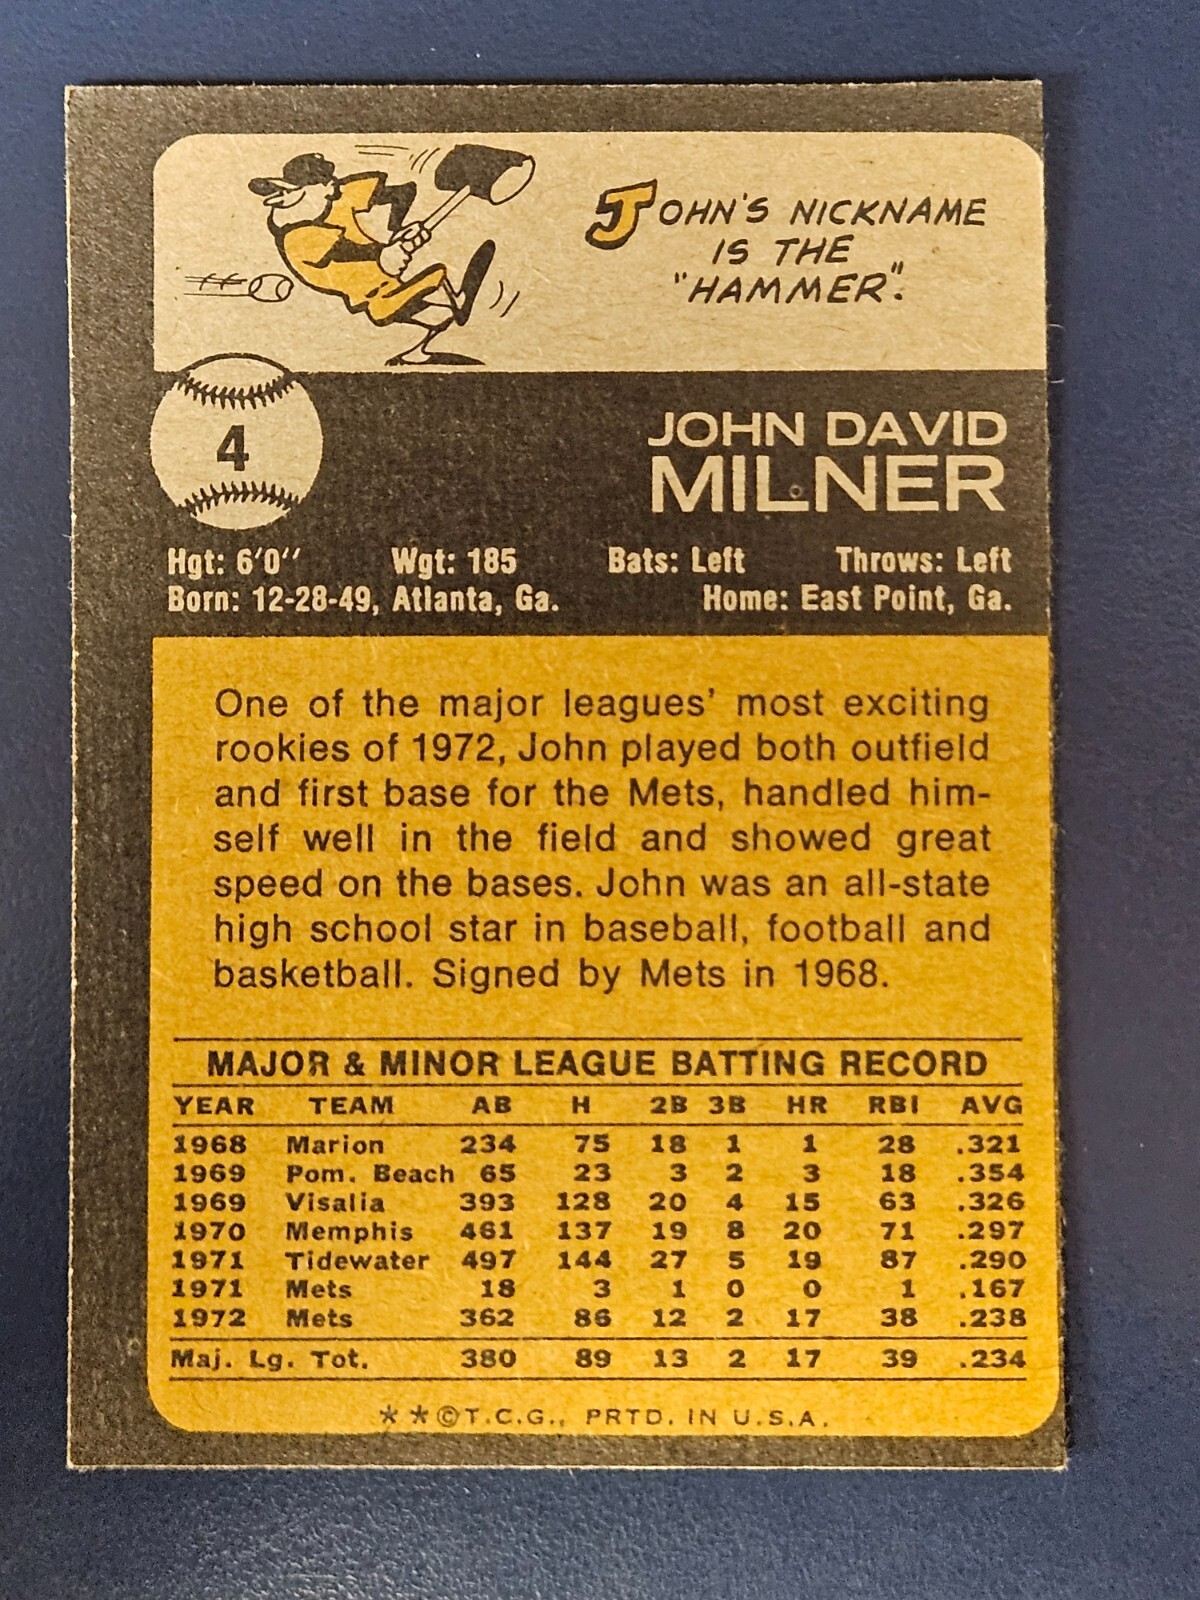 JOHN'S NICKNAME
IS THE
"HAMMER".
4
JOHN DAVID
MILNER
Hgt: 6'0" Wgt: 185 Bats: Left Throws: Left
Born: 12-28-49, Atlanta, Ga. Home: East Point, Ga.
One of the major leagues' most exciting
rookies of 1972, John played both outfield
and first base for the Mets, handled him-
self well in the field and showed great
speed on the bases. John was an all-state
high school star in baseball, football and
basketball. Signed by Mets in 1968.
MAJOR & MINOR LEAGUE BATTING RECORD
YEAR TEAM AB H 2B 3B HR RBI AVG
1968 Marion 234 75 18 1 1 28 .321
1969 Pom. Beach 65 23 3 2 3 18 .354
1969 Visalia 393 128 20 4 15 63 .326
1970 Memphis 461 137 19 8 20 71 .297
1971 Tidewater 497 144 27 5 19 87 .290
1971 Mets 18 3 1 0 0 1 .167
1972 Mets 362 86 12 2 17 38 .238
Maj. Lg. Tot. 380 89 13 2 17 39 .234
**©T.C.G., PRTD. IN U.S.A.